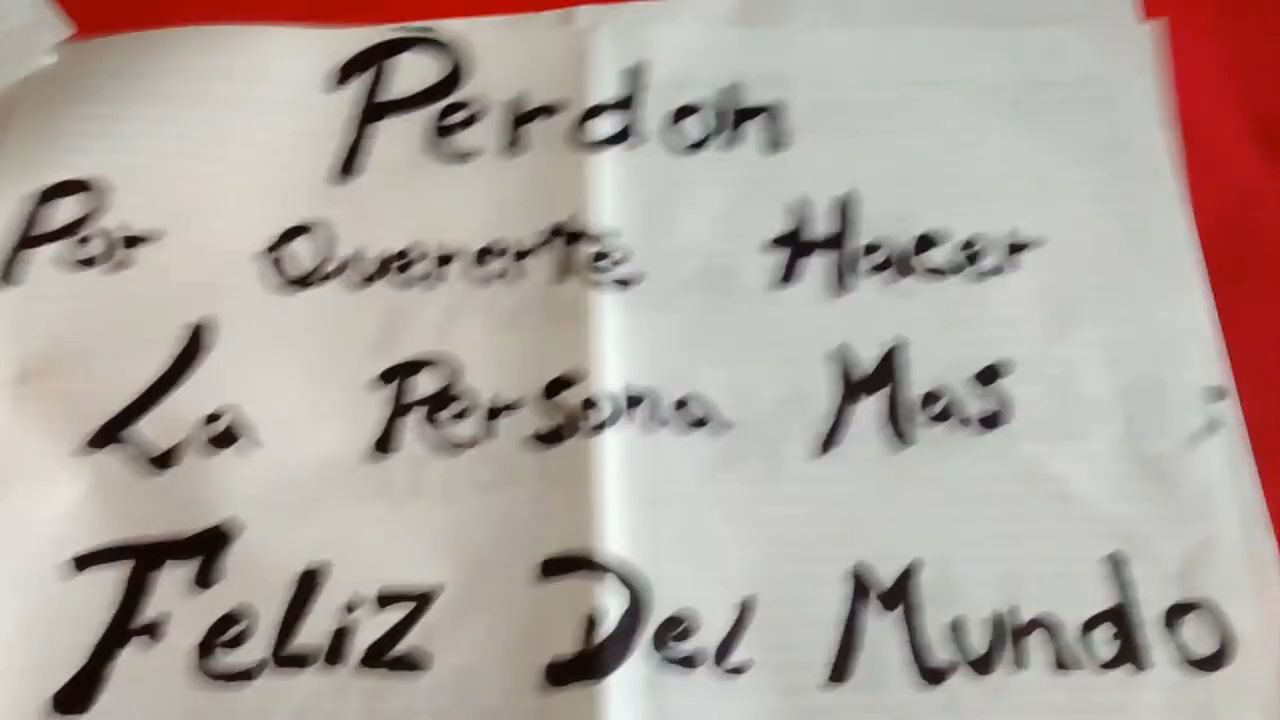 Perdon
Por Quererte Hacer
La Persona Mas
Feliz Del Mundo